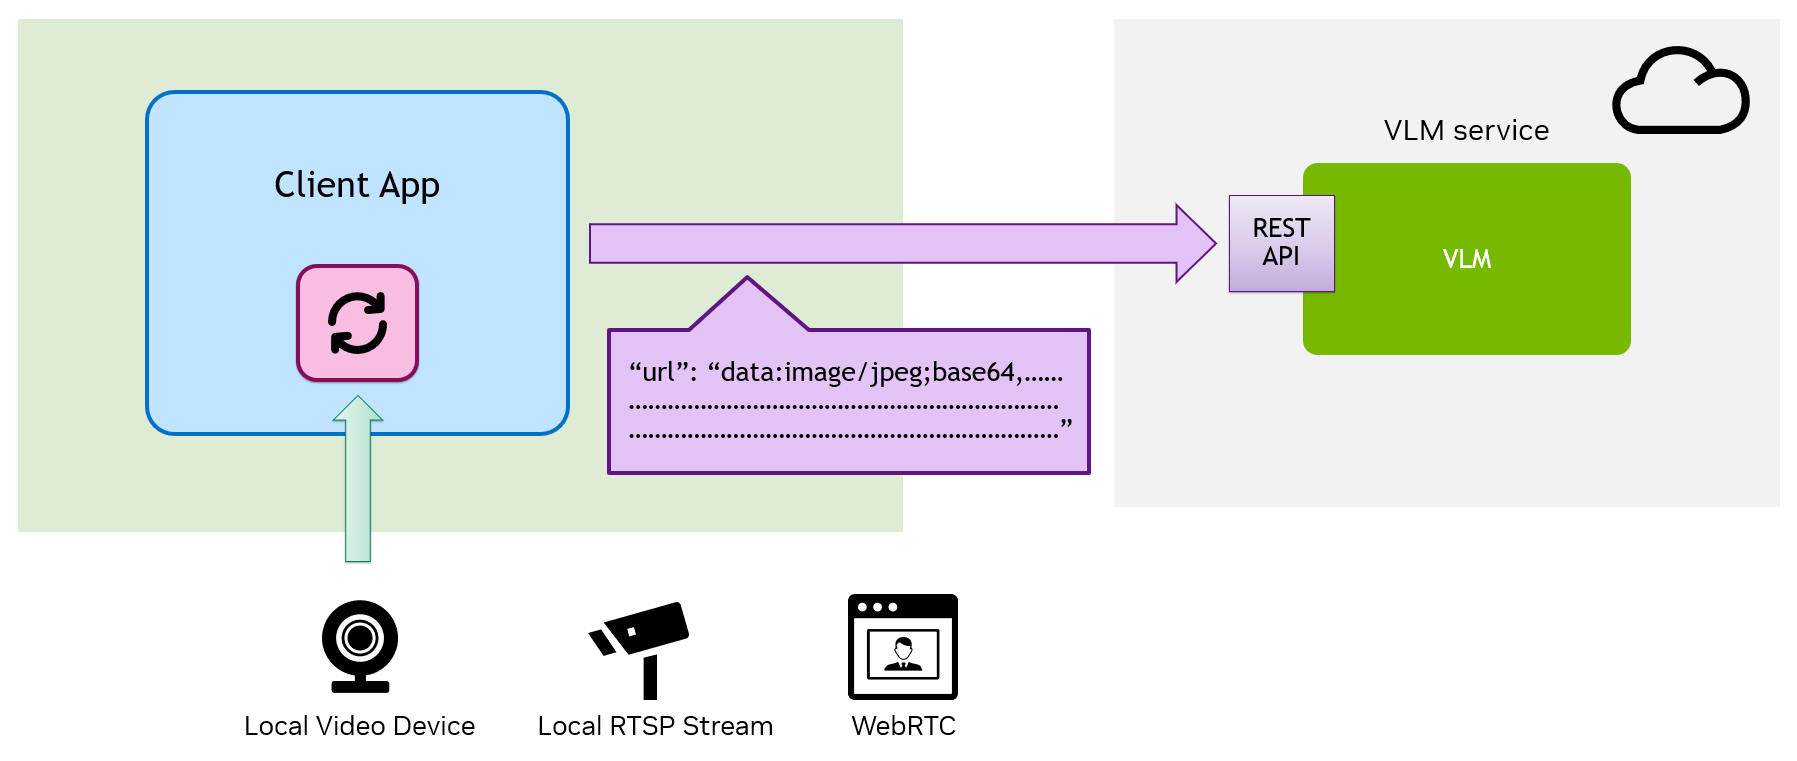 VLM service
Client App
REST
API
VLM
“url”: “data:image/jpeg;base64,......
..................................................................
..................................................................”
Local Video Device
Local RTSP Stream
WebRTC